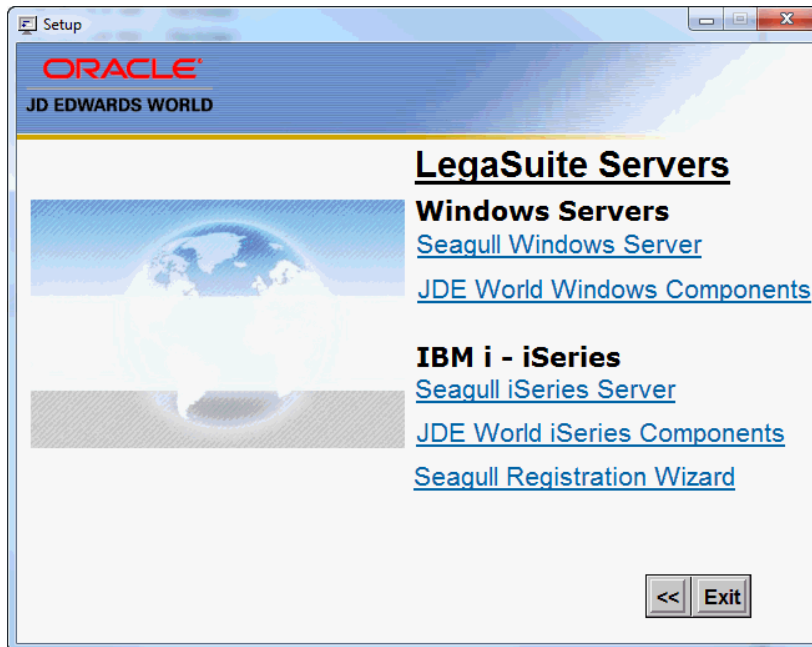 Setup
ORACLE
JD EDWARDS WORLD
LegaSuite Servers
Windows Servers
Seagull Windows Server
JDE World Windows Components
IBM i - iSeries
Seagull iSeries Server
JDE World iSeries Components
Seagull Registration Wizard
<< Exit